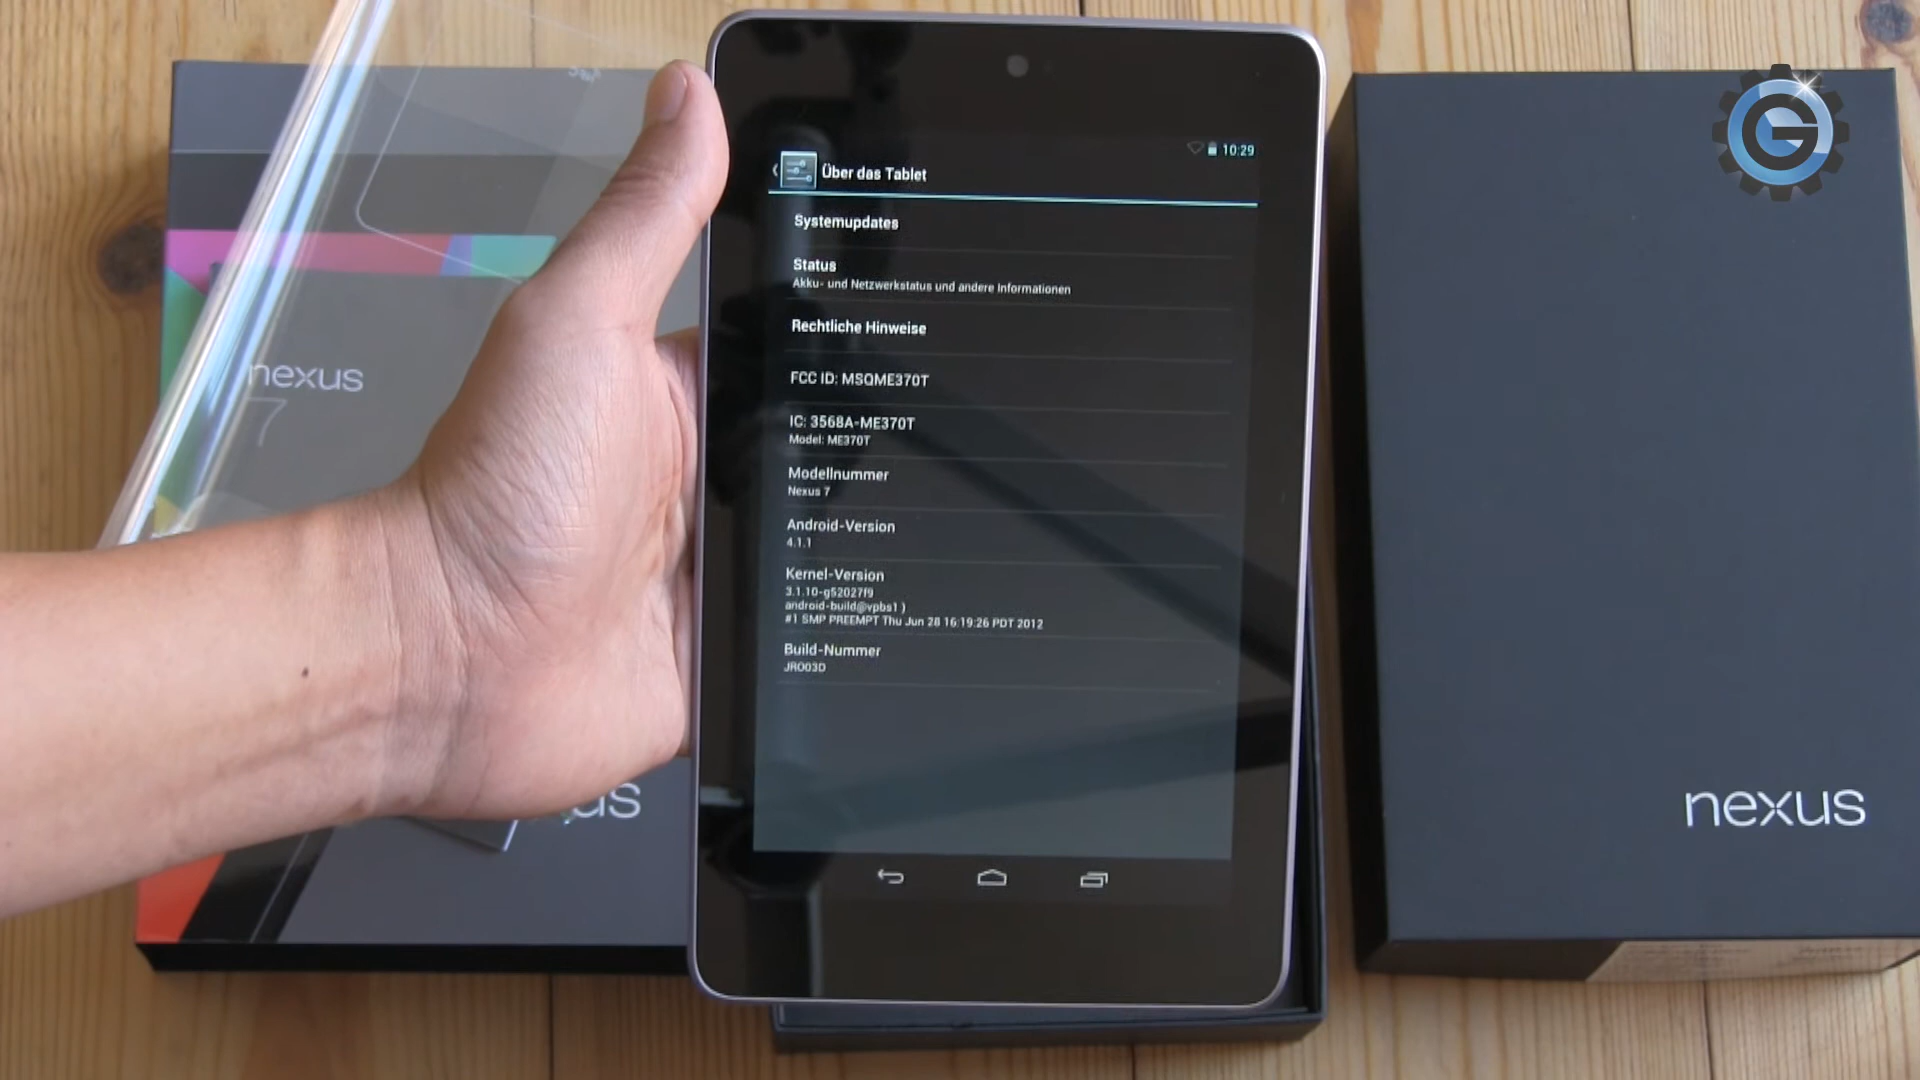 10:29
Über das Tablet
Systemupdates
Status
Akku- und Netzwerkstatus und andere Informationen
Rechtliche Hinweise
FCC ID: MSQME370T
IC: 3568A-ME370T
Model: ME370T
Modellnummer
Nexus 7
Android-Version
4.1.1
Kernel-Version
3.1.10-g52027f9
android-build@vpbs1 )
#1 SMP PREEMPT Thu Jun 28 16:19:26 PDT 2012
Build-Nummer
JRO03D
nexus
7
us
nexus
G